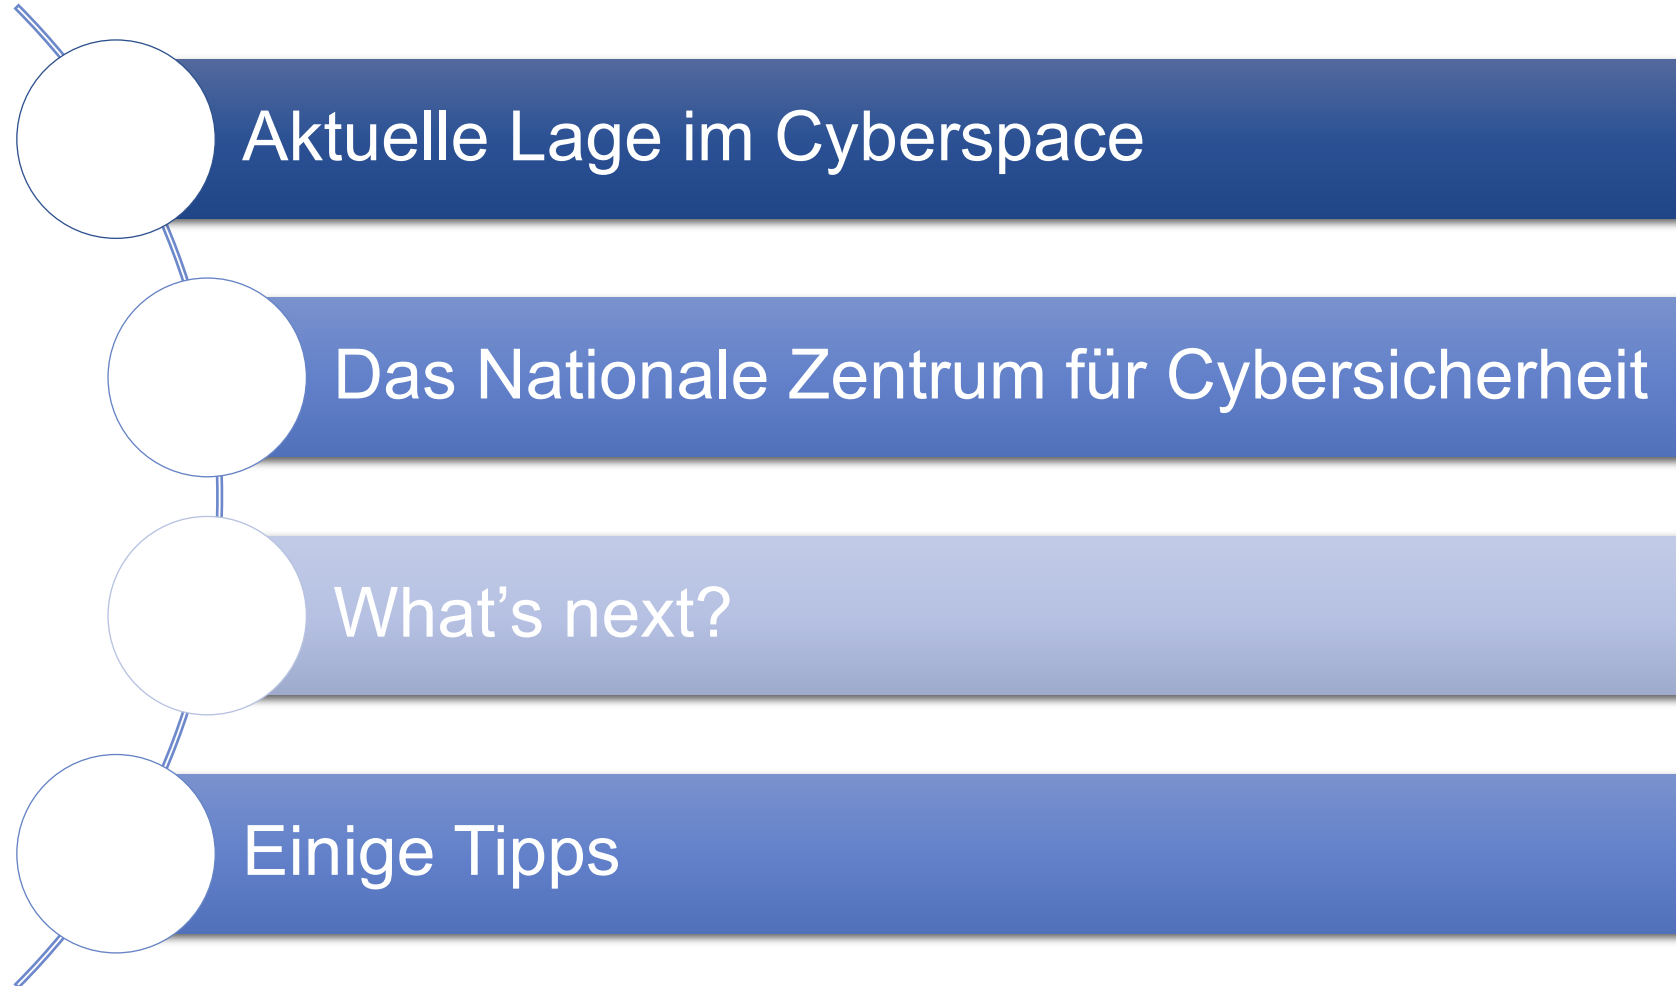 Aktuelle Lage im Cyberspace
Das Nationale Zentrum für Cybersicherheit
What’s next?
Einige Tipps